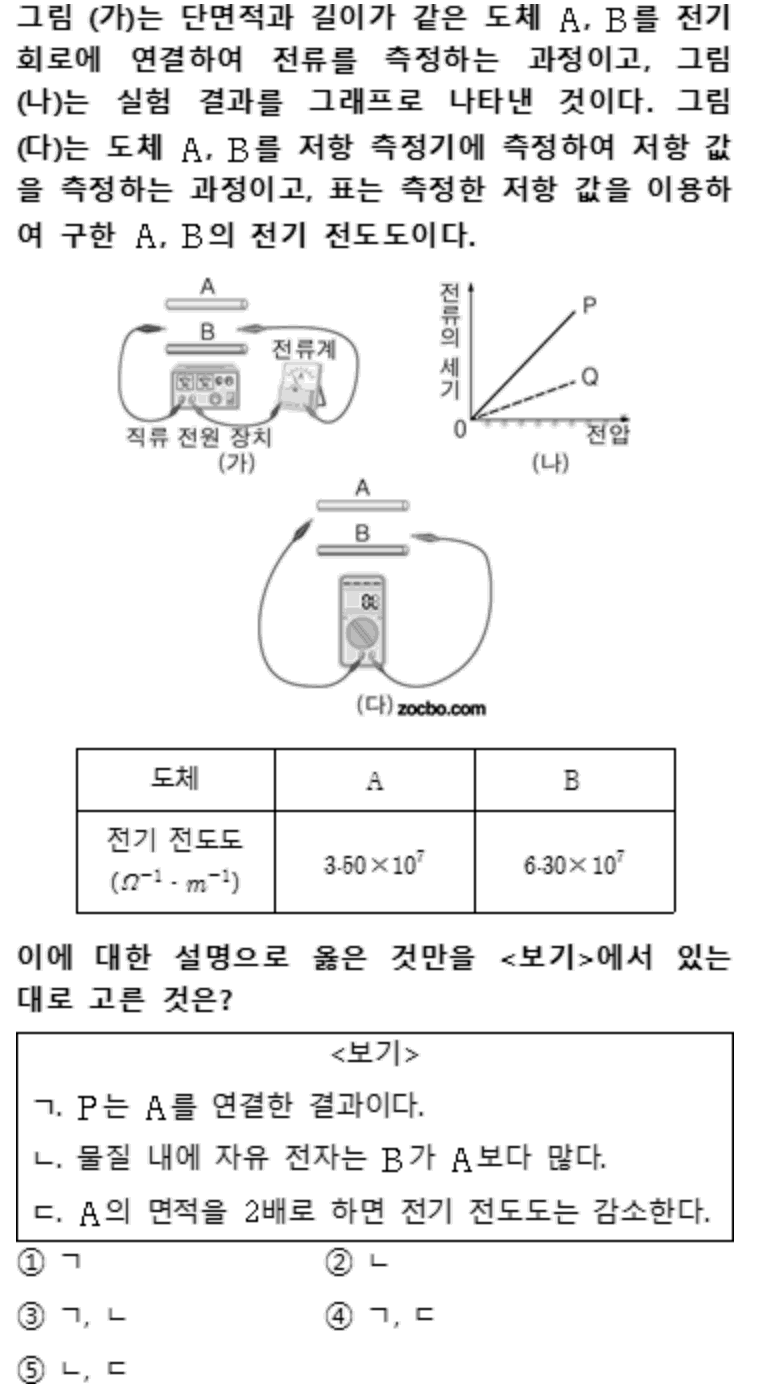 그림 (가)는 단면적과 길이가 같은 도체 A, B를 전기
회로에 연결하여 전류를 측정하는 과정이고, 그림
(나)는 실험 결과를 그래프로 나타낸 것이다. 그림
(다)는 도체 A, B를 저항 측정기에 측정하여 저항 값
을 측정하는 과정이고, 표는 측정한 저항 값을 이용하
여 구한 A, B의 전기 전도도이다.
A
B
전류계
직류 전원 장치
(가)
전류의 세기
P
Q
0
전압
(나)
A
B
(다) zocbo.com
도체 A B
전기 전도도 (Ω⁻¹·m⁻¹) 3.50×10⁷ 6.30×10⁷
이에 대한 설명으로 옳은 것만을 <보기>에서 있는
대로 고른 것은?
<보기>
ㄱ. P는 A를 연결한 결과이다.
ㄴ. 물질 내에 자유 전자는 B가 A보다 많다.
ㄷ. A의 면적을 2배로 하면 전기 전도도는 감소한다.
① ㄱ ② ㄴ
③ ㄱ, ㄴ ④ ㄱ, ㄷ
⑤ ㄴ, ㄷ